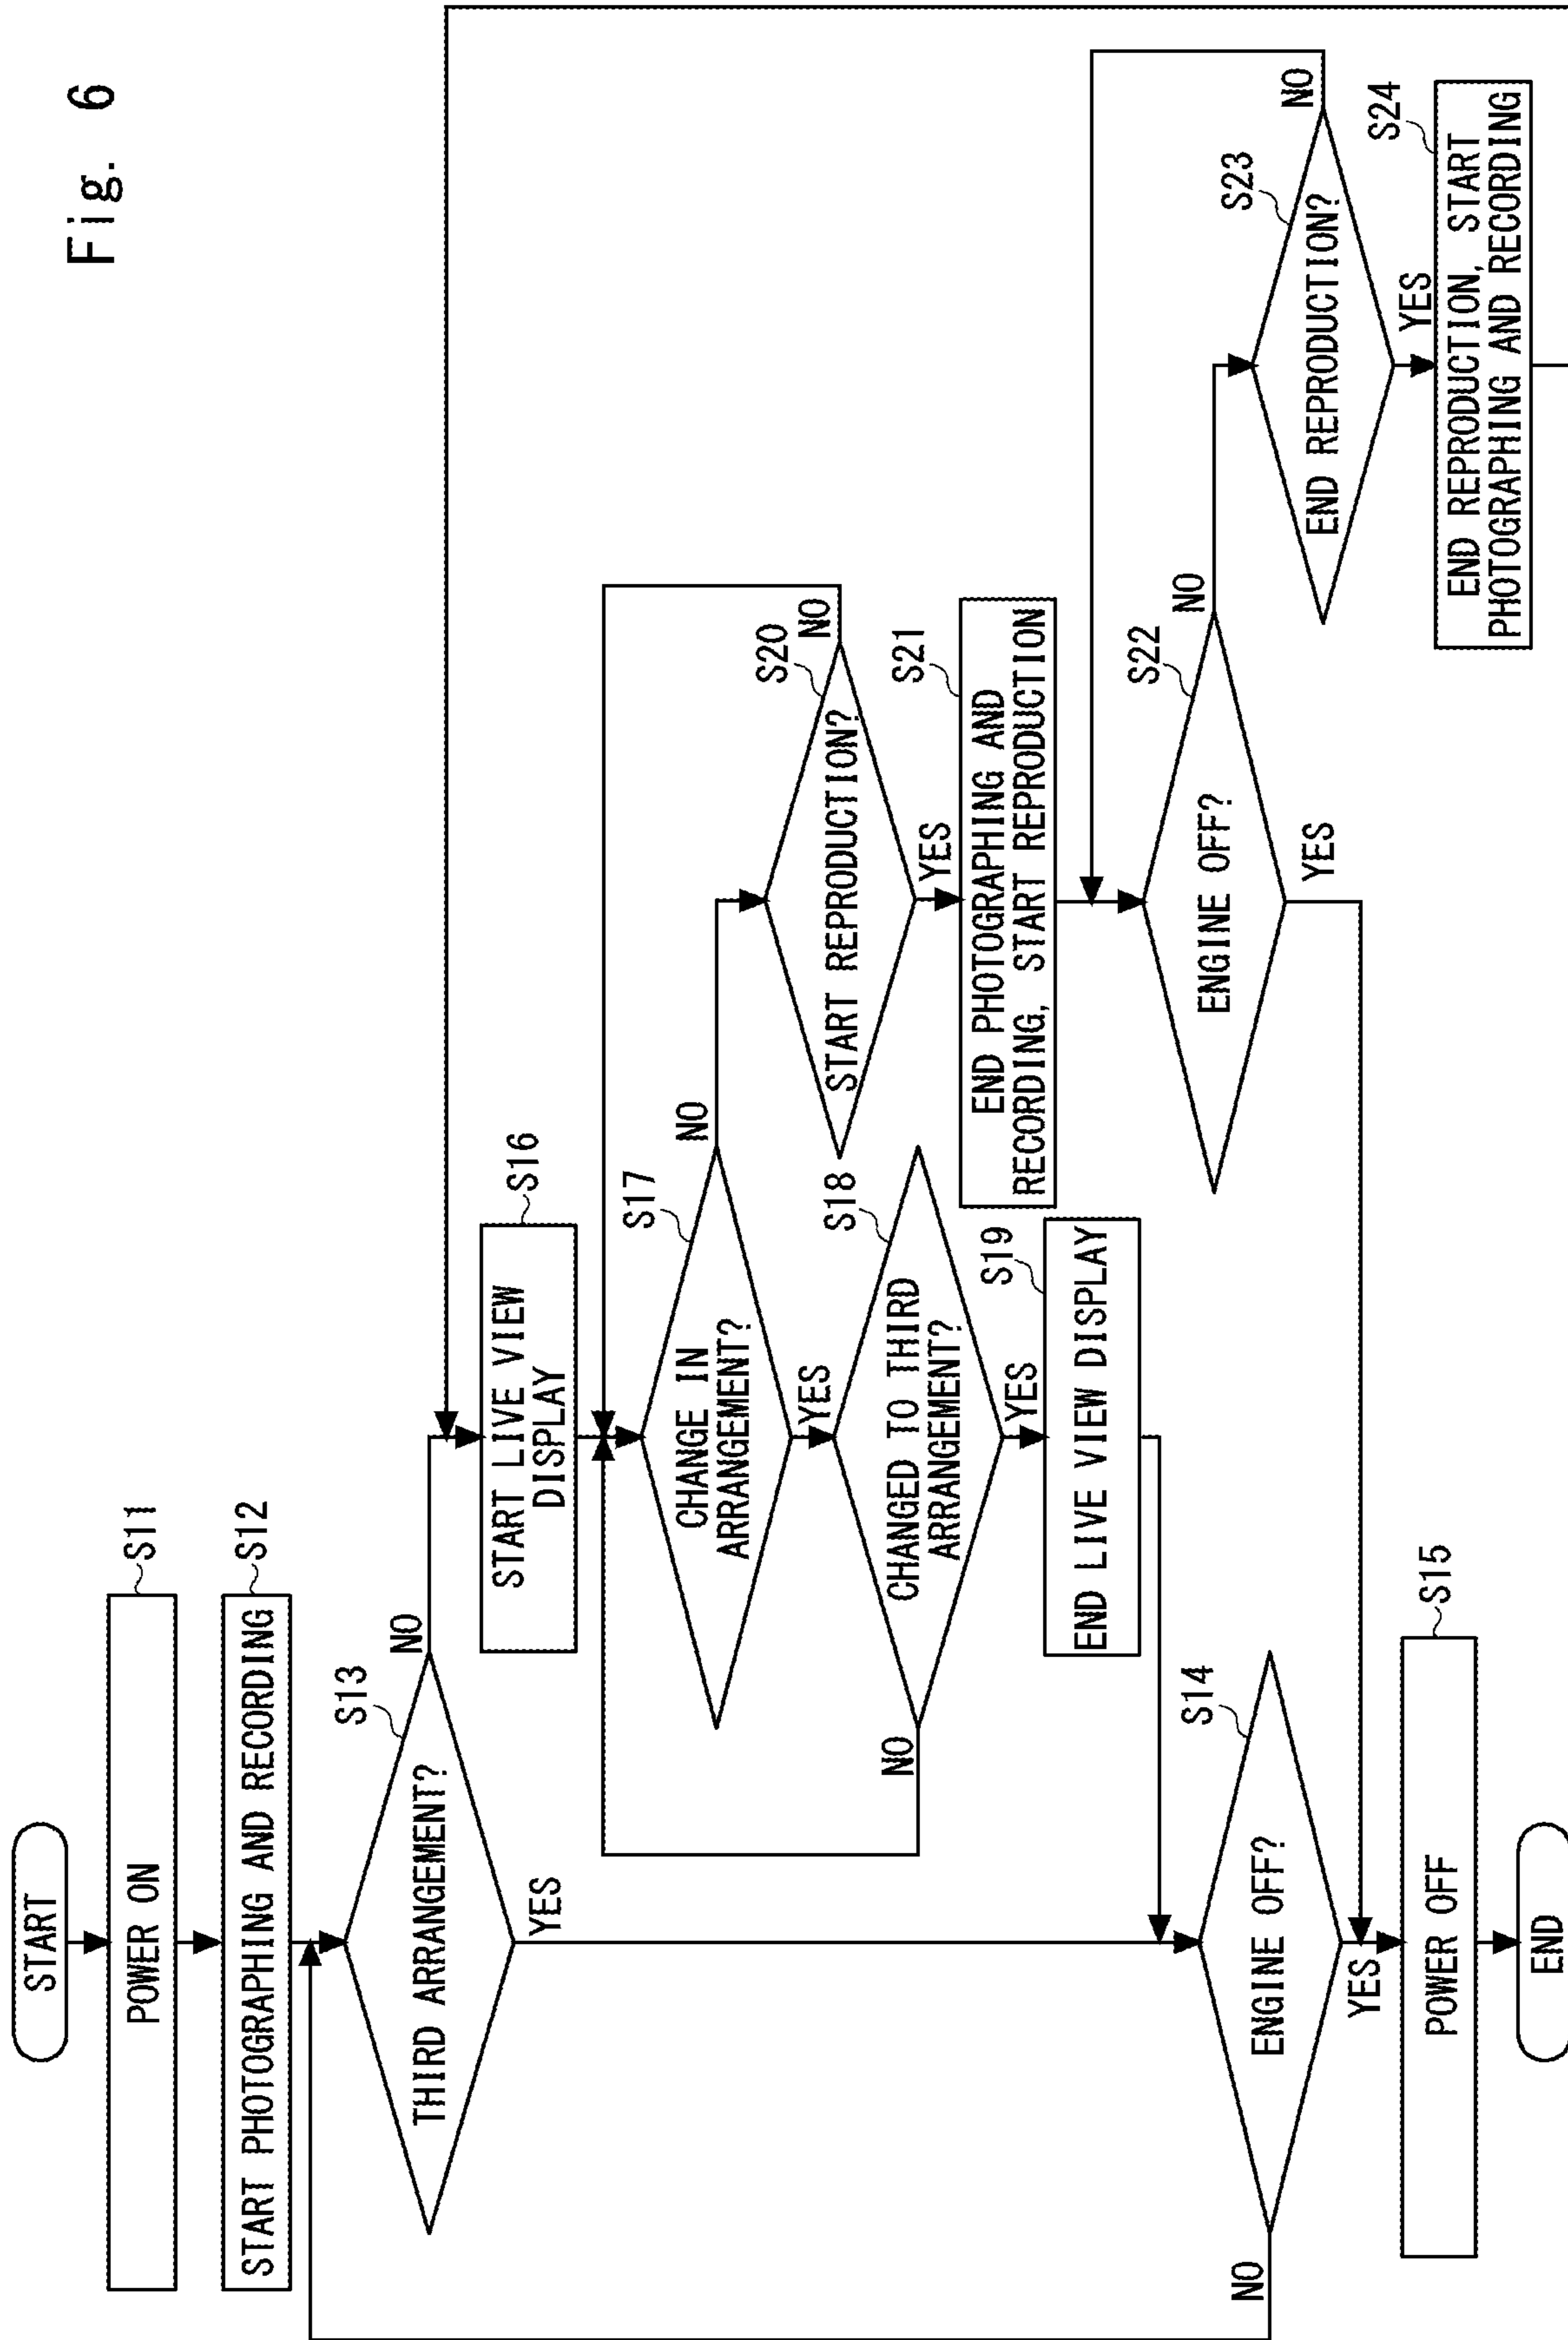 Fig. 6
START
POWER ON
S11
START PHOTOGRAPHING AND RECORDING
S12
THIRD ARRANGEMENT?
S13
NO
YES
START LIVE VIEW
DISPLAY
S16
CHANGE IN
ARRANGEMENT?
S17
NO
YES
CHANGED TO THIRD
ARRANGEMENT?
S18
NO
YES
END LIVE VIEW DISPLAY
S19
START REPRODUCTION?
S20
NO
YES
END PHOTOGRAPHING AND
RECORDING, START REPRODUCTION
S21
ENGINE OFF?
S22
NO
YES
END REPRODUCTION?
S23
NO
YES
END REPRODUCTION, START
PHOTOGRAPHING AND RECORDING
S24
ENGINE OFF?
S14
NO
YES
POWER OFF
S15
END